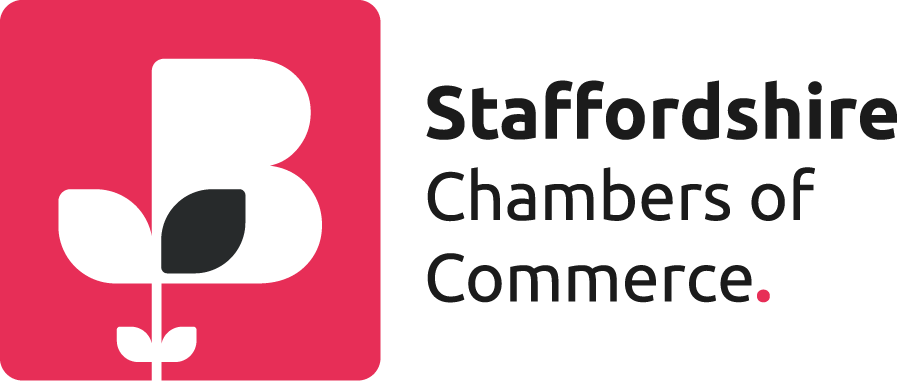 B
Staffordshire
Chambers of
Commerce.